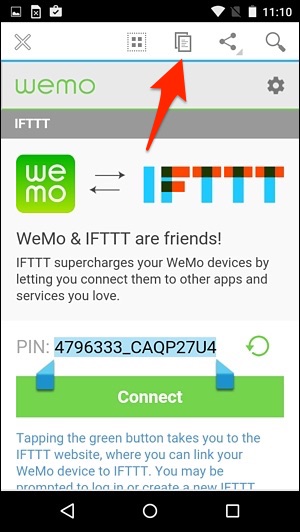 11:10
wemo
IFTTT
we
mo
IFTTT
WeMo & IFTTT are friends!
IFTTT supercharges your WeMo devices by
letting you connect them to other apps and
services you love.
PIN: 4796333_CAQP27U4
Connect
Tapping the green button takes you to the
IFTTT website, where you can link your
WeMo device to IFTTT. You may be
prompted to log in or create a new IFTTT